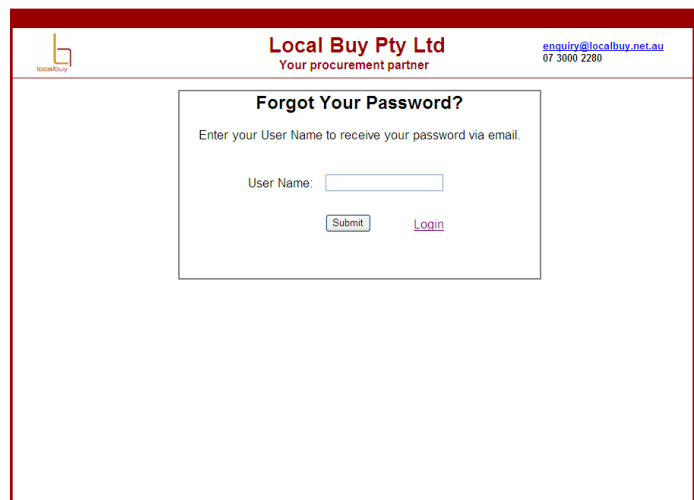 localbuy
Local Buy Pty Ltd
Your procurement partner
enquiry@localbuy.net.au
07 3000 2280
Forgot Your Password?
Enter your User Name to receive your password via email.
User Name:
Submit
Login